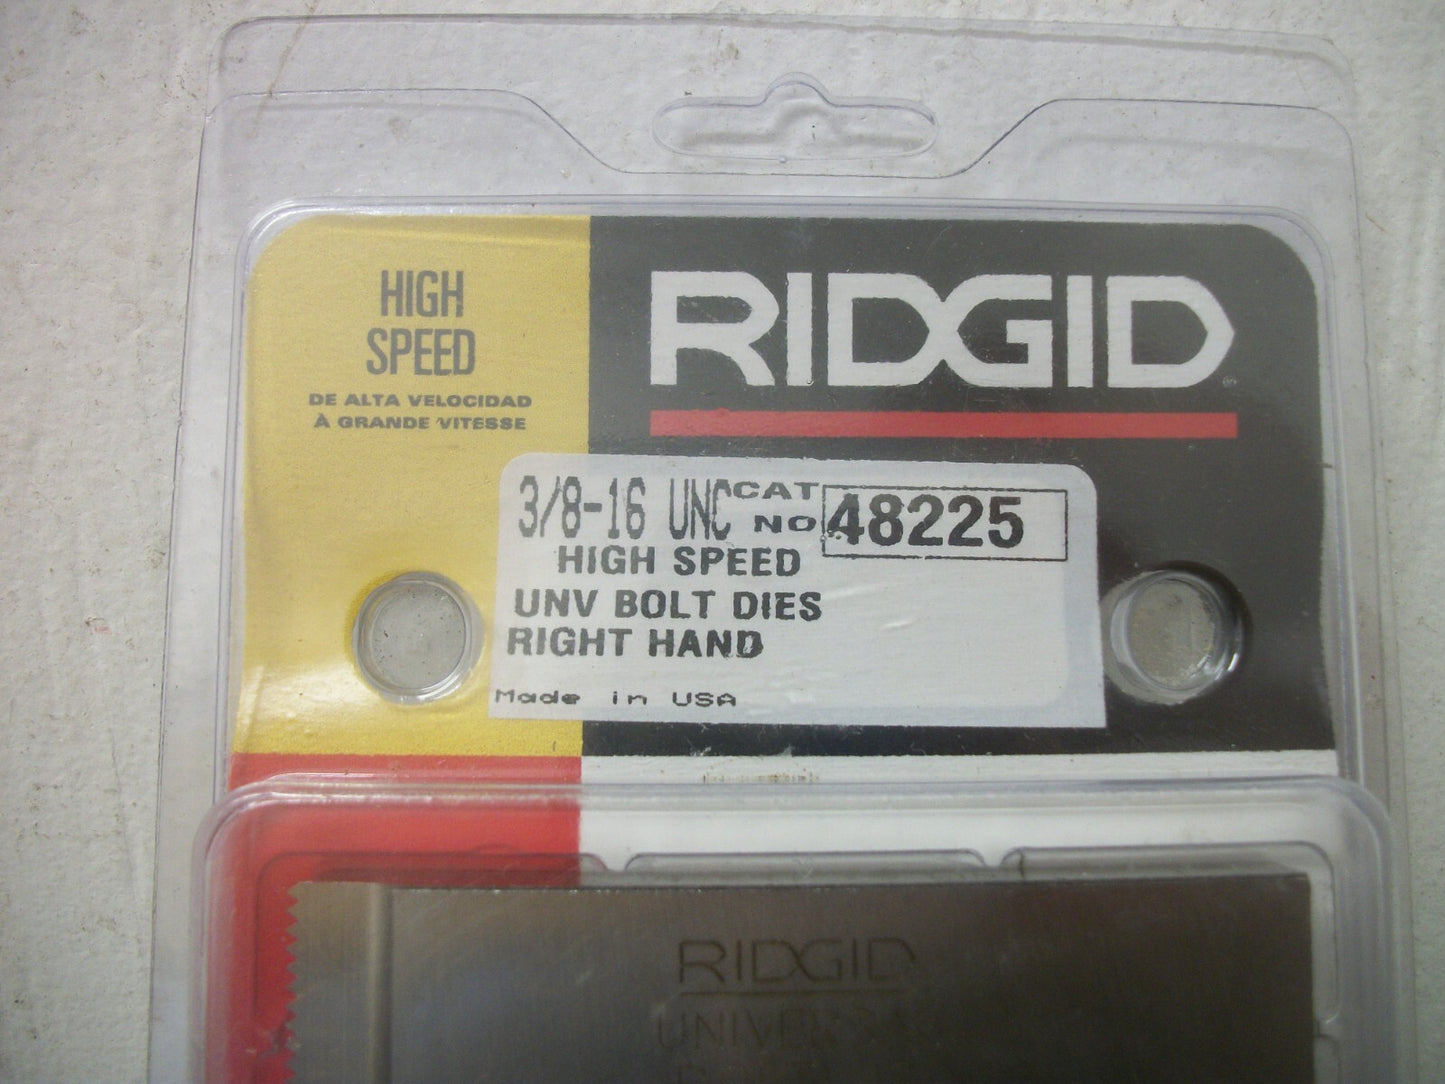 HIGH
SPEED
DE ALTA VELOCIDAD
À GRANDE VITESSE
RIDGID®
3/8-16 UNC CAT NO 48225
HIGH SPEED
UNV BOLT DIES
RIGHT HAND
Made in USA
RIDGID
UNIVERSAL